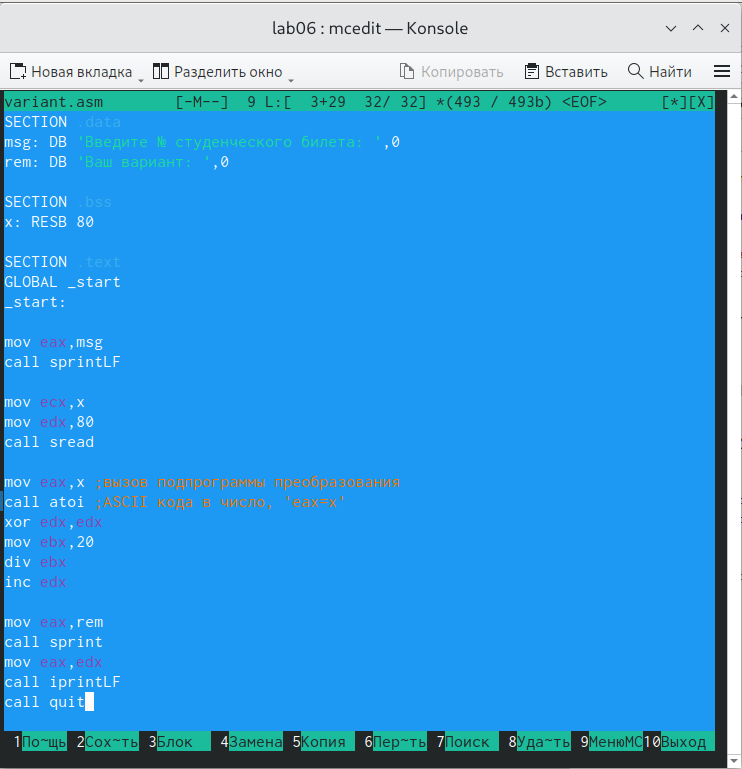 lab06 : mcedit — Konsole
Новая вкладка Разделить окно Копировать Вставить Найти
variant.asm [-M--] 9 L:[ 3+29 32/ 32] *(493 / 493b) <EOF> [*][X]
SECTION .data
msg: DB 'Введите № студенческого билета: ',0
rem: DB 'Ваш вариант: ',0
SECTION .bss
x: RESB 80
SECTION .text
GLOBAL _start
_start:
mov eax,msg
call sprintLF
mov ecx,x
mov edx,80
call sread
mov eax,x ;вызов подпрограммы преобразования
call atoi ;ASCII кода в число, 'eax=x'
xor edx,edx
mov ebx,20
div ebx
inc edx
mov eax,rem
call sprint
mov eax,edx
call iprintLF
call quit
1По~щь 2Сох~ть 3Блок 4Замена 5Копия 6Пер~ть 7Поиск 8Уда~ть 9МенюMC 10Выход